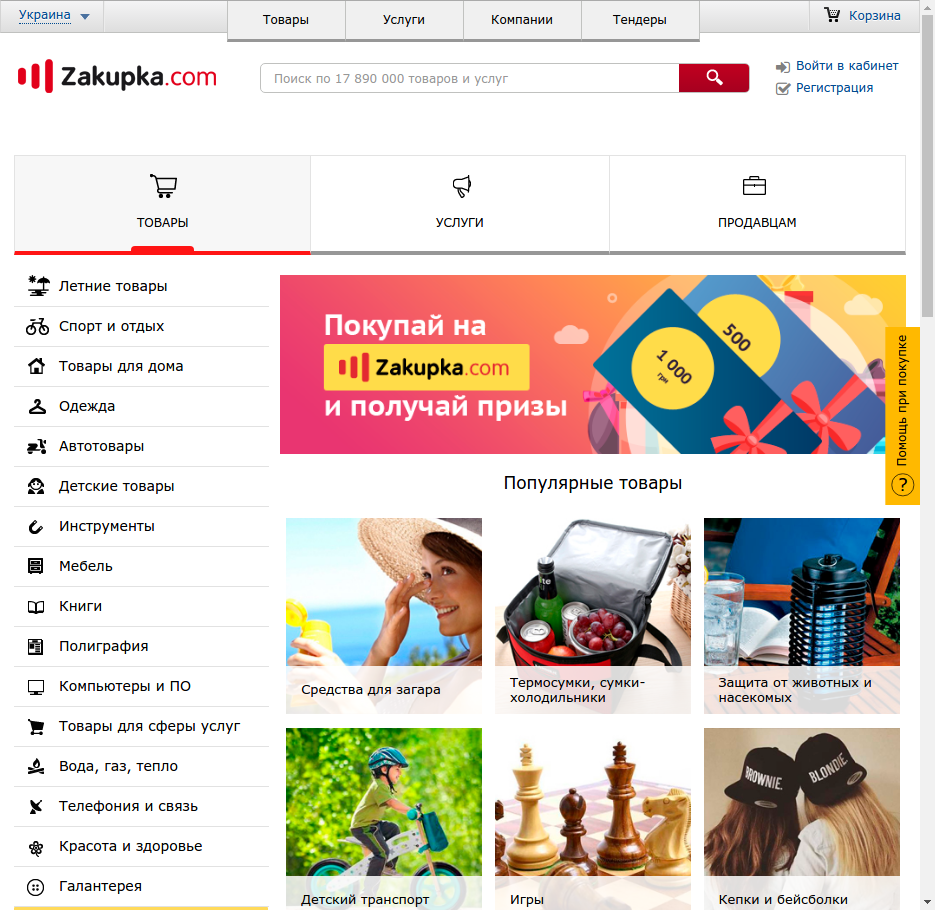 Украина
Товары
Услуги
Компании
Тендеры
Корзина
Zakupka.com
Поиск по 17 890 000 товаров и услуг
Войти в кабинет
Регистрация
ТОВАРЫ
УСЛУГИ
ПРОДАВЦАМ
Летние товары
Спорт и отдых
Товары для дома
Одежда
Автотовары
Детские товары
Инструменты
Мебель
Книги
Полиграфия
Компьютеры и ПО
Товары для сферы услуг
Вода, газ, тепло
Телефония и связь
Красота и здоровье
Галантерея
Покупай на
Zakupka.com
и получай призы
1 000
грн
500
Помощь при покупке
?
Популярные товары
Средства для загара
Термосумки, сумки-
холодильники
Защита от животных и
насекомых
BROWNIE.
BLONDIE.
Детский транспорт
Игры
Кепки и бейсболки